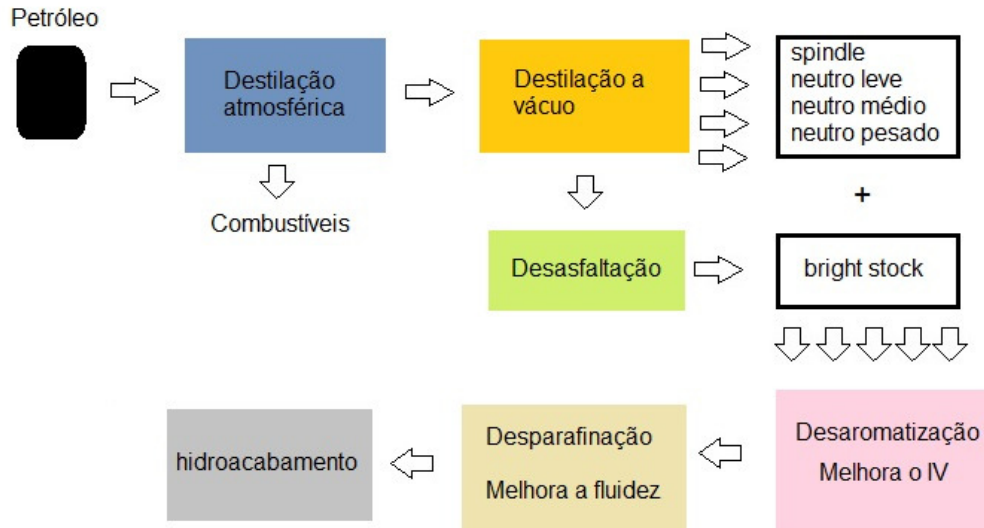 Petróleo
Destilação
atmosférica
Destilação a
vácuo
spindle
neutro leve
neutro médio
neutro pesado
Combustíveis
+
Desasfaltação
bright stock
Desaromatização
Melhora o IV
Desparafinação
Melhora a fluidez
hidroacabamento